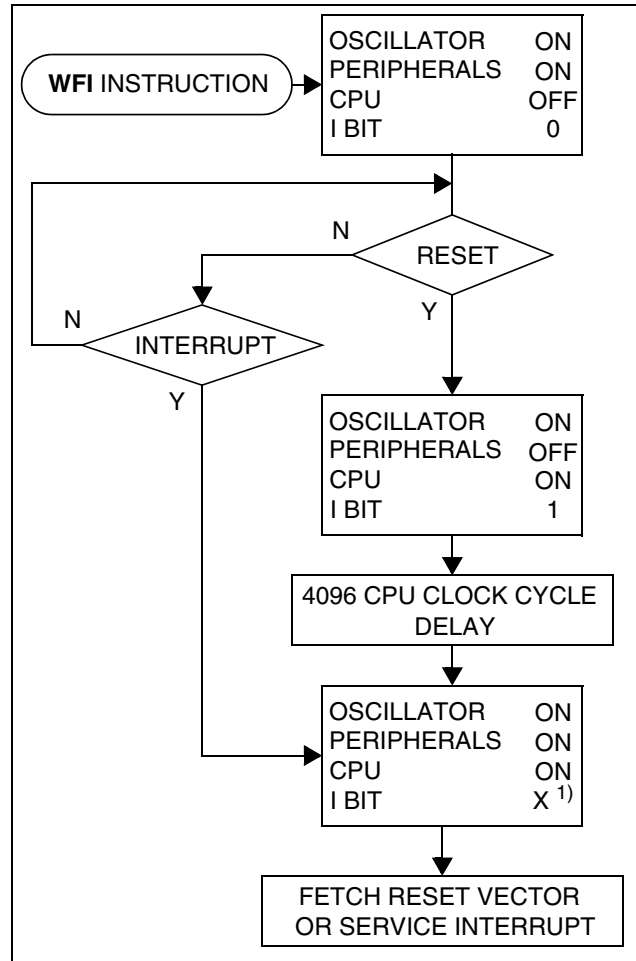 WFI INSTRUCTION
OSCILLATOR ON
PERIPHERALS ON
CPU OFF
I BIT 0
N
RESET
Y
N
INTERRUPT
Y
OSCILLATOR ON
PERIPHERALS OFF
CPU ON
I BIT 1
4096 CPU CLOCK CYCLE
DELAY
OSCILLATOR ON
PERIPHERALS ON
CPU ON
I BIT X 1)
FETCH RESET VECTOR
OR SERVICE INTERRUPT